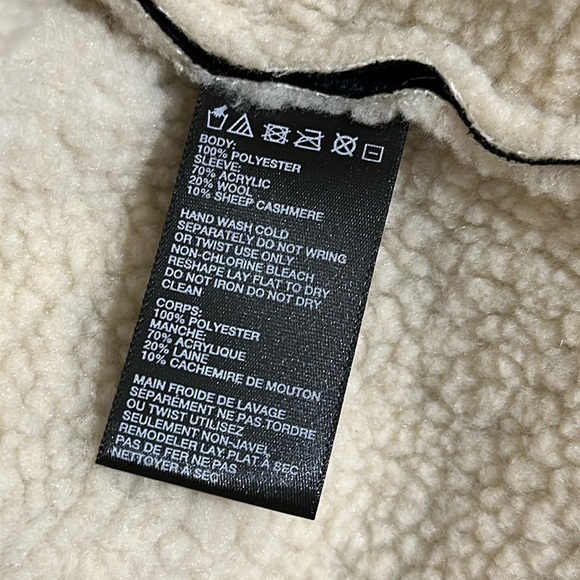 BODY:
100% POLYESTER
SLEEVE:
70% ACRYLIC
20% WOOL
10% SHEEP CASHMERE
HAND WASH COLD
SEPARATELY DO NOT WRING
OR TWIST USE ONLY
NON-CHLORINE BLEACH
RESHAPE LAY FLAT TO DRY
DO NOT IRON DO NOT DRY
CLEAN
CORPS:
100% POLYESTER
MANCHE:
70% ACRYLIQUE
20% LAINE
10% CACHEMIRE DE MOUTON
MAIN FROIDE DE LAVAGE
SÉPARÉMENT NE PAS TORDRE
OU TWIST UTILISEZ
SEULEMENT NON-JAVEL
REMODELER LAY, PLAT À SEC
PAS DE FER NE PAS
NETTOYER À SEC